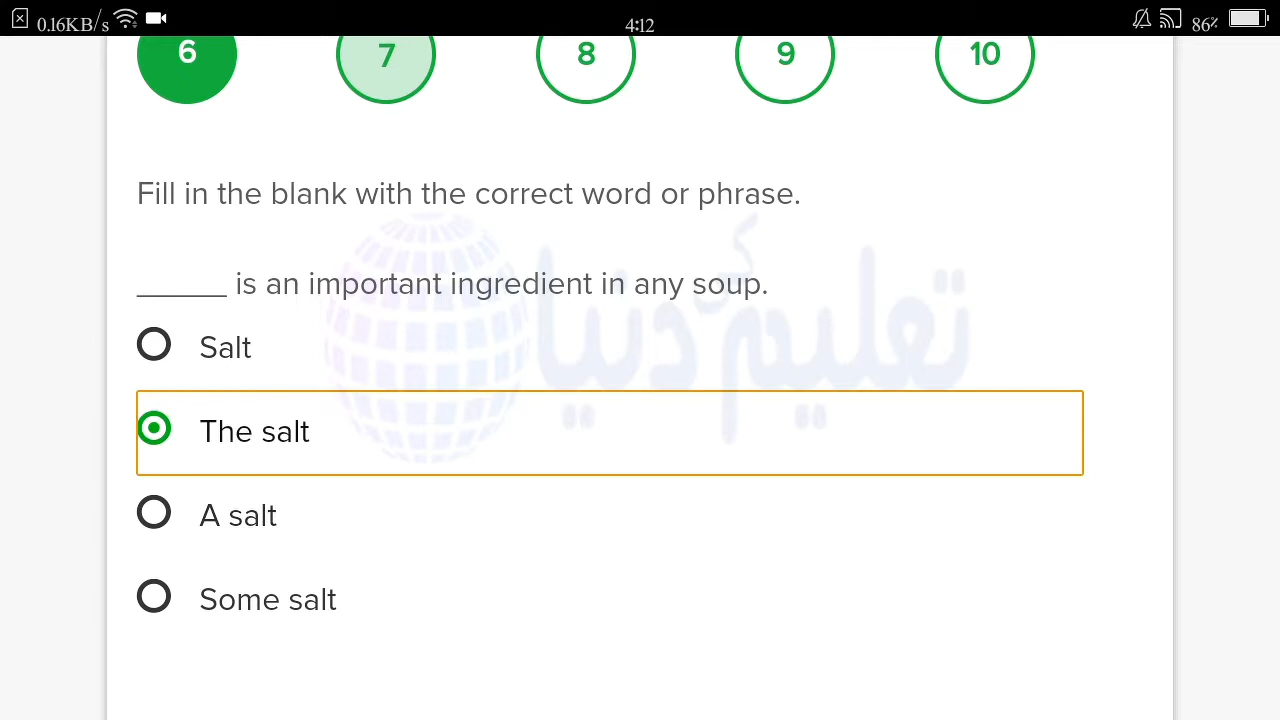 0.16KB/s 4:12 86%
6 7 8 9 10
Fill in the blank with the correct word or phrase.
______ is an important ingredient in any soup.
تعلیم کی دنیا
Salt
The salt
A salt
Some salt